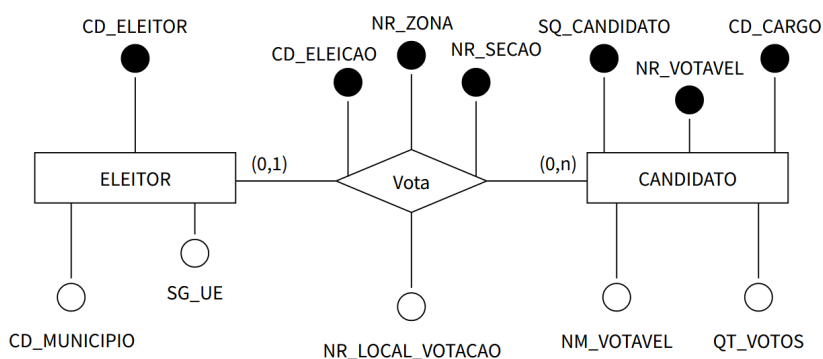 CD_ELEITOR
CD_ELEICAO
NR_ZONA
NR_SECAO
SQ_CANDIDATO
NR_VOTAVEL
CD_CARGO
ELEITOR
(0,1)
Vota
(0,n)
CANDIDATO
CD_MUNICIPIO
SG_UE
NR_LOCAL_VOTACAO
NM_VOTAVEL
QT_VOTOS